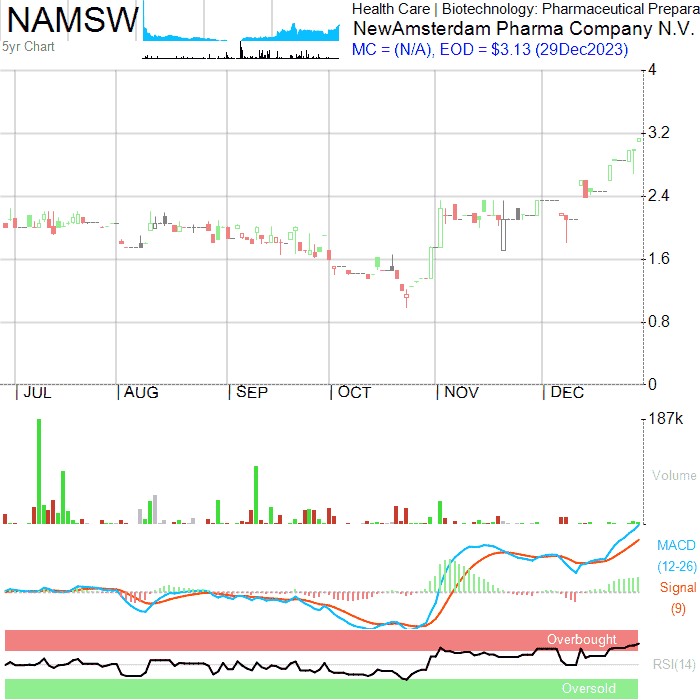 NAMSW
5yr Chart
Health Care | Biotechnology: Pharmaceutical Prepara
NewAmsterdam Pharma Company N.V.
MC = (N/A), EOD = $3.13 (29Dec2023)
4
3.2
2.4
1.6
0.8
0
| JUL | AUG | SEP | OCT | NOV | DEC
187k
Volume
MACD
(12-26)
Signal
(9)
Overbought
RSI(14)
Oversold